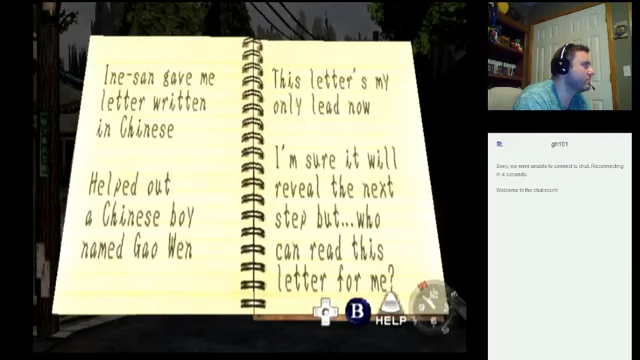 Ine-san gave me
letter written
in Chinese
Helped out
a Chinese boy
named Gao Wen
This letter's my
only lead now
I'm sure it will
reveal the next
step but...who
can read this
letter for me?
B
HELP
gh101
Sorry, we were unable to connect to chat. Reconnecting
in 4 seconds.
Welcome to the chat room!